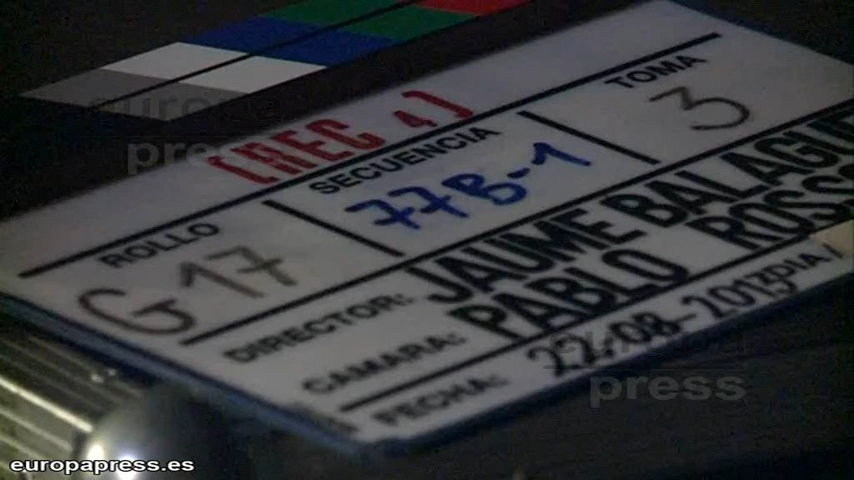 [REC 4]
ROLLO SECUENCIA TOMA
G17 77B-1 3
DIRECTOR: JAUME BALAGUE
CAMARA: PABLO ROSS
FECHA: 22-08-2013 DIA/
europa
press
europa
press
europapress.es